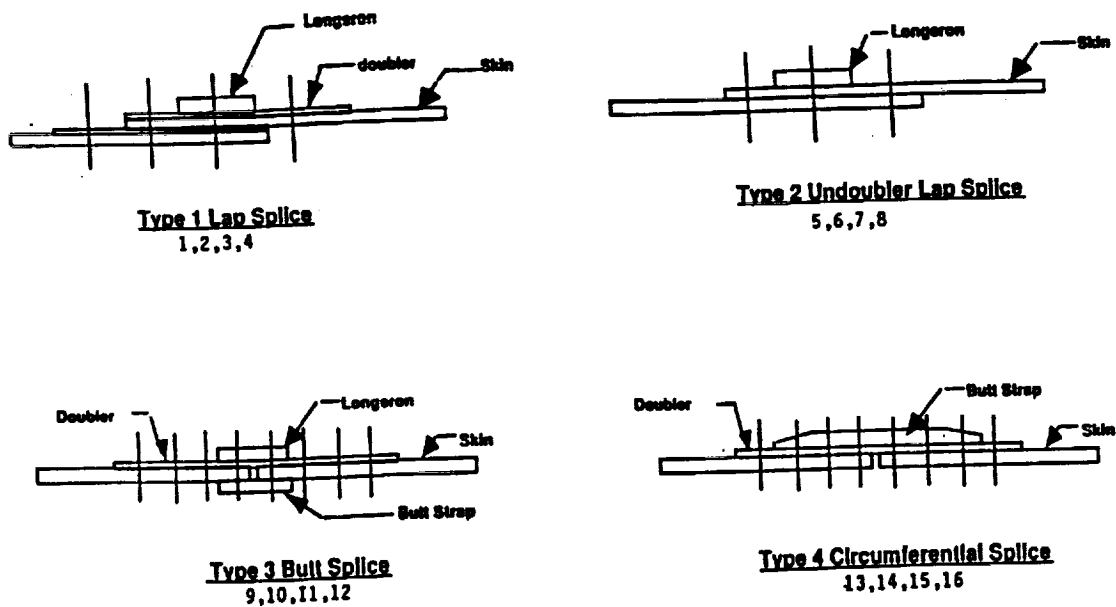 Longeron
doubler
Skin
Type 1 Lap Splice
1,2,3,4
Longeron
Skin
Type 2 Undoubler Lap Splice
5,6,7,8
Doubler
Longeron
Skin
Butt Strap
Type 3 Butt Splice
9,10,11,12
Butt Strap
Doubler
Skin
Type 4 Circumferential Splice
13,14,15,16